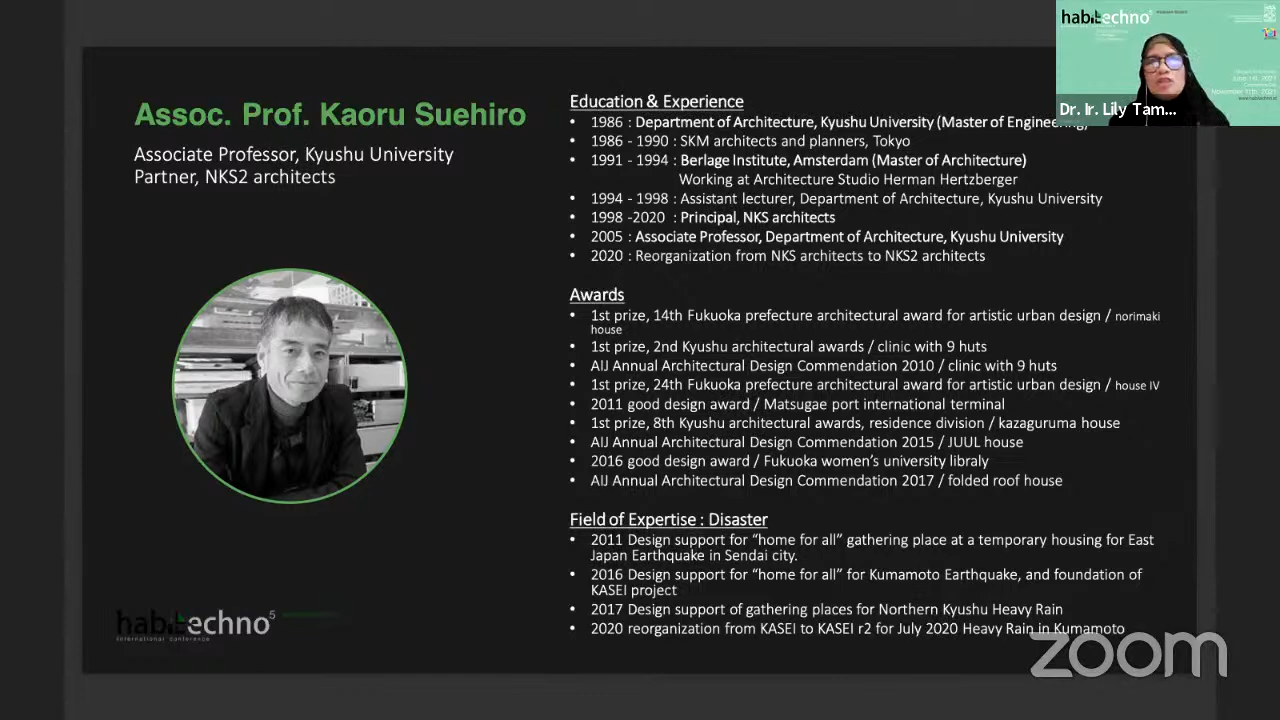 Assoc. Prof. Kaoru Suehiro
Associate Professor, Kyushu University
Partner, NKS2 architects
Education & Experience
• 1986 : Department of Architecture, Kyushu University (Master of Engineering)
• 1986 - 1990 : SKM architects and planners, Tokyo
• 1991 - 1994 : Berlage Institute, Amsterdam (Master of Architecture)
Working at Architecture Studio Herman Hertzberger
• 1994 - 1998 : Assistant lecturer, Department of Architecture, Kyushu University
• 1998 -2020 : Principal, NKS architects
• 2005 : Associate Professor, Department of Architecture, Kyushu University
• 2020 : Reorganization from NKS architects to NKS2 architects
Awards
• 1st prize, 14th Fukuoka prefecture architectural award for artistic urban design / norimaki
house
• 1st prize, 2nd Kyushu architectural awards / clinic with 9 huts
• AIJ Annual Architectural Design Commendation 2010 / clinic with 9 huts
• 1st prize, 24th Fukuoka prefecture architectural award for artistic urban design / house IV
• 2011 good design award / Matsugae port international terminal
• 1st prize, 8th Kyushu architectural awards, residence division / kazaguruma house
• AIJ Annual Architectural Design Commendation 2015 / JUUL house
• 2016 good design award / Fukuoka women's university libraly
• AIJ Annual Architectural Design Commendation 2017 / folded roof house
Field of Expertise : Disaster
• 2011 Design support for “home for all” gathering place at a temporary housing for East
Japan Earthquake in Sendai city.
• 2016 Design support for “home for all” for Kumamoto Earthquake, and foundation of
KASEI project
• 2017 Design support of gathering places for Northern Kyushu Heavy Rain
• 2020 reorganization from KASEI to KASEI r2 for July 2020 Heavy Rain in Kumamoto
habitechno5
international conference
zoom
habitechno5
June 1st, 2021
November 11th, 2021
Dr. Ir. Lily Tam...